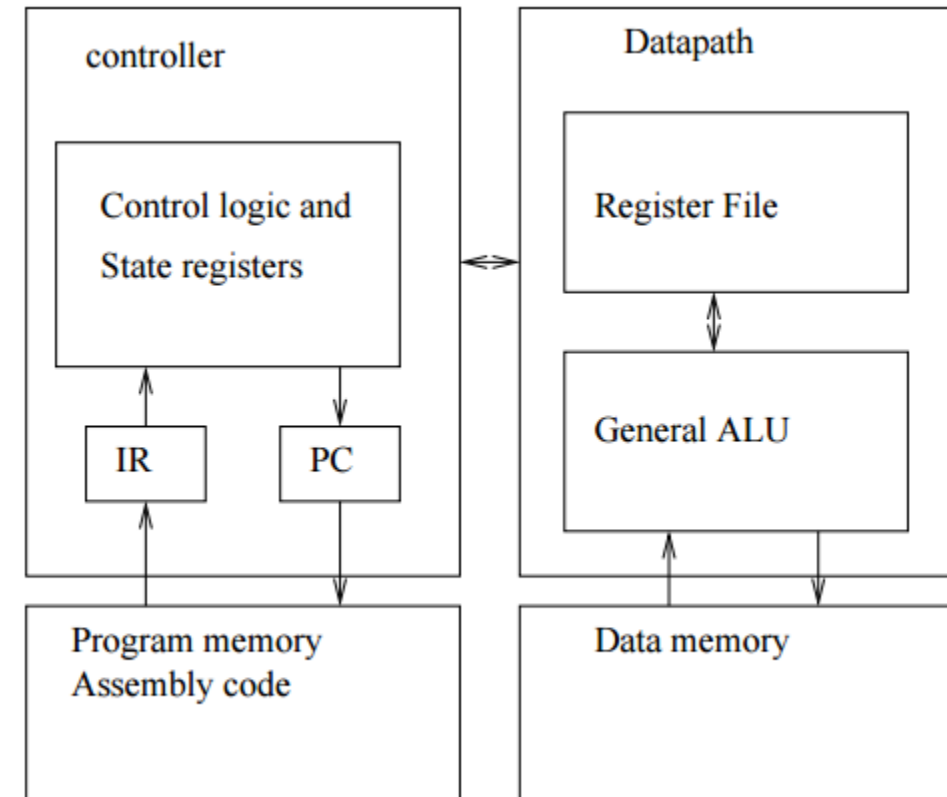 controller
Control logic and
State registers
IR
PC
Program memory
Assembly code
Datapath
Register File
General ALU
Data memory